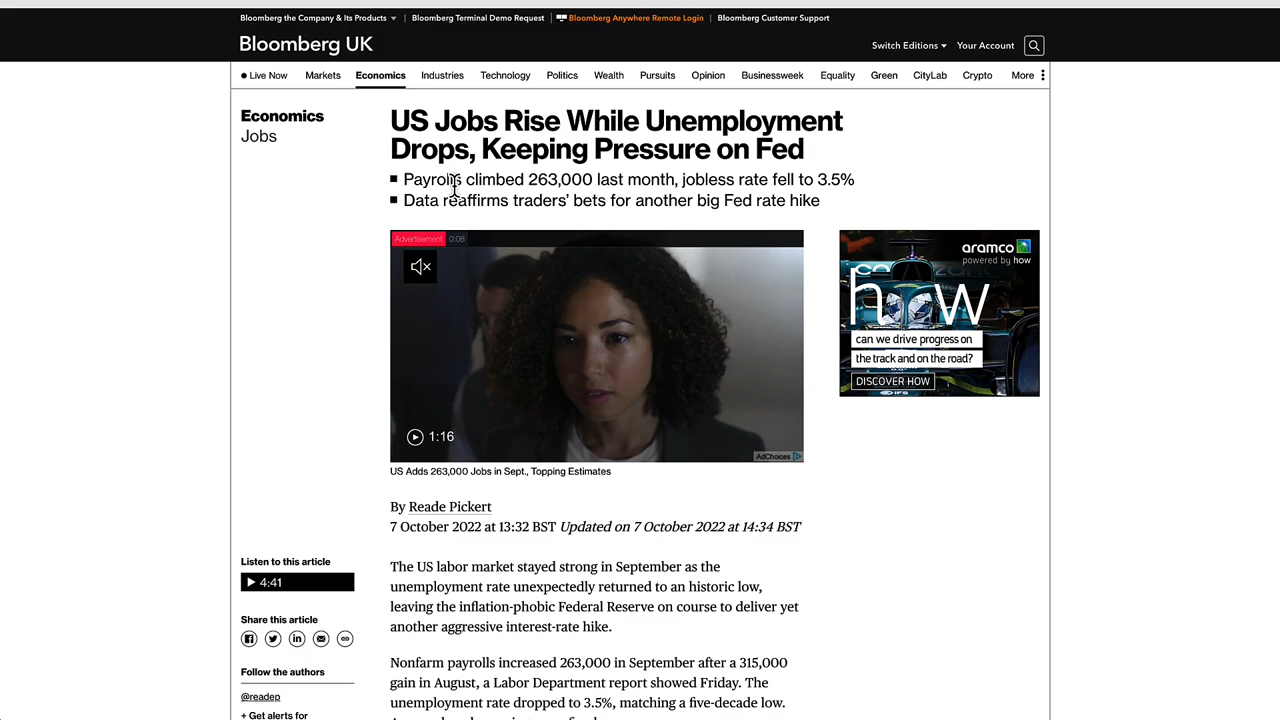 Bloomberg the Company & Its Products
Bloomberg Terminal Demo Request
Bloomberg Anywhere Remote Login
Bloomberg Customer Support
Bloomberg UK
Switch Editions
Your Account
Live Now
Markets
Economics
Industries
Technology
Politics
Wealth
Pursuits
Opinion
Businessweek
Equality
Green
CityLab
Crypto
More
Economics
Jobs
US Jobs Rise While Unemployment
Drops, Keeping Pressure on Fed
Payrolls climbed 263,000 last month, jobless rate fell to 3.5%
Data reaffirms traders’ bets for another big Fed rate hike
Advertisement 0:08
1:16
AdChoices
aramco
powered by how
how
can we drive progress on
the track and on the road?
DISCOVER HOW
US Adds 263,000 Jobs in Sept., Topping Estimates
By Reade Pickert
7 October 2022 at 13:32 BST Updated on 7 October 2022 at 14:34 BST
Listen to this article
4:41
Share this article
Follow the authors
@readep
+ Get alerts for
The US labor market stayed strong in September as the
unemployment rate unexpectedly returned to an historic low,
leaving the inflation-phobic Federal Reserve on course to deliver yet
another aggressive interest-rate hike.
Nonfarm payrolls increased 263,000 in September after a 315,000
gain in August, a Labor Department report showed Friday. The
unemployment rate dropped to 3.5%, matching a five-decade low.